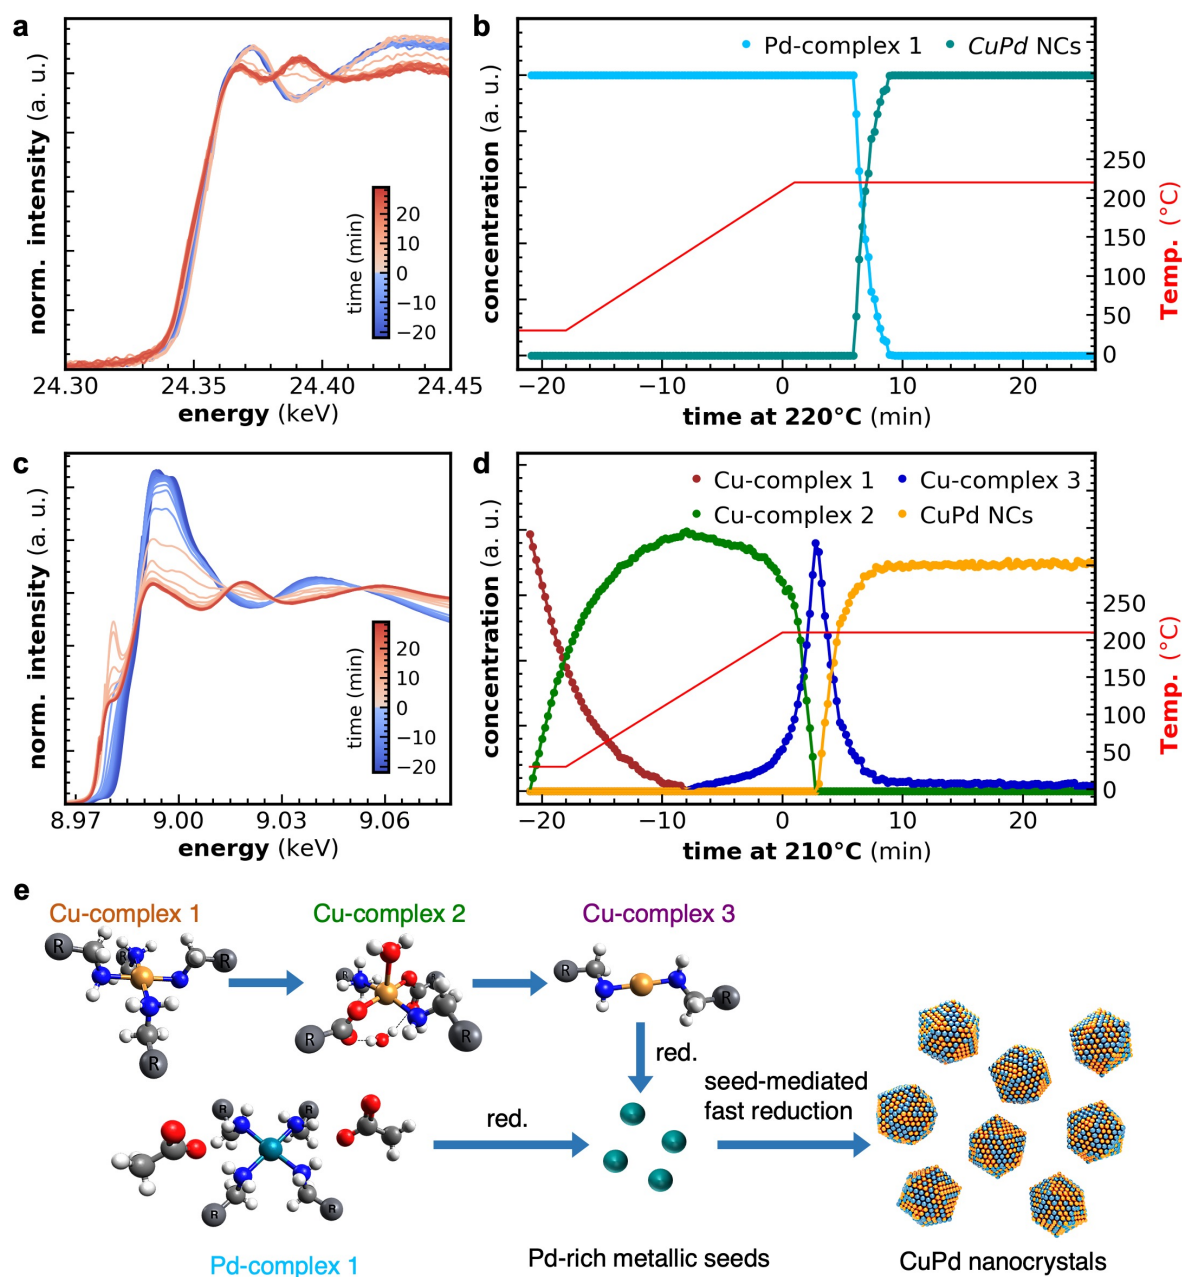 a
norm. intensity (a. u.)
time (min)
20
10
0
−10
−20
24.30 24.35 24.40 24.45
energy (keV)
b
Pd-complex 1 CuPd NCs
concentration (a. u.)
250
200
150
100
50
0
Temp. (°C)
−20 −10 0 10 20
time at 220°C (min)
c
norm. intensity (a. u.)
time (min)
20
10
0
−10
−20
8.97 9.00 9.03 9.06
energy (keV)
d
Cu-complex 1 Cu-complex 3
Cu-complex 2 CuPd NCs
concentration (a. u.)
250
200
150
100
50
0
Temp. (°C)
−20 −10 0 10 20
time at 210°C (min)
e
Cu-complex 1 Cu-complex 2 Cu-complex 3
R R R R
R R R
R R
red.
seed-mediated
fast reduction
R R
red.
R R
Pd-complex 1 Pd-rich metallic seeds CuPd nanocrystals